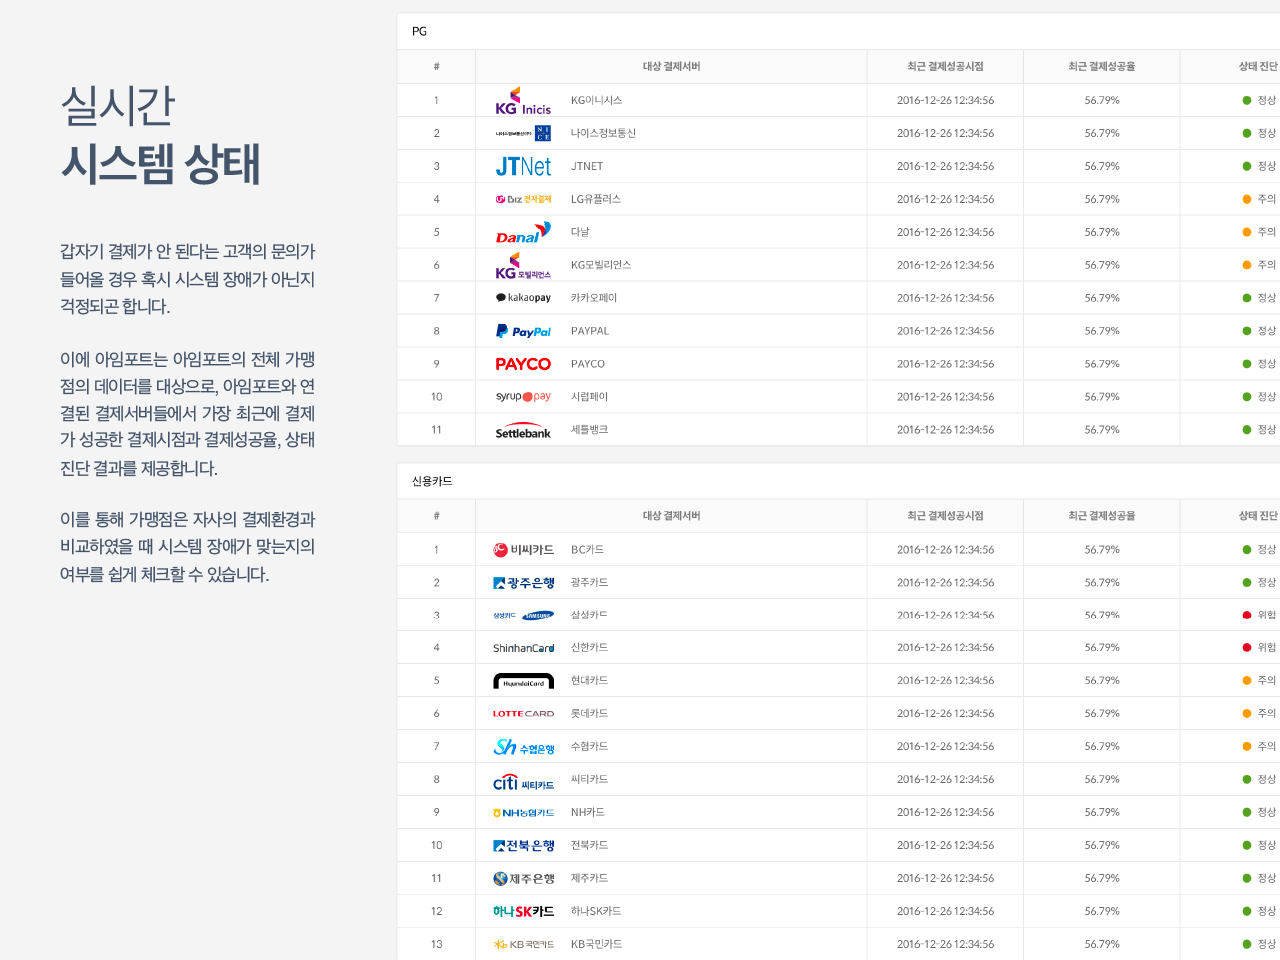 실시간
시스템 상태
갑자기 결제가 안 된다는 고객의 문의가
들어올 경우 혹시 시스템 장애가 아닌지
걱정되곤 합니다.
이에 아임포트는 아임포트의 전체 가맹
점의 데이터를 대상으로, 아임포트와 연
결된 결제서버들에서 가장 최근에 결제
가 성공한 결제시점과 결제성공율, 상태
진단 결과를 제공합니다.
이를 통해 가맹점은 자사의 결제환경과
비교하였을 때 시스템 장애가 맞는지의
여부를 쉽게 체크할 수 있습니다.
PG
# 대상 결제서버 최근 결제성공시점 최근 결제성공율 상태 진단
1 KG Inicis KG이니시스 2016-12-26 12:34:56 56.79% 정상
2 나이스정보통신(주) NICE 나이스정보통신 2016-12-26 12:34:56 56.79% 정상
3 JTNet JTNET 2016-12-26 12:34:56 56.79% 정상
4 U+ Biz 전자결제 LG유플러스 2016-12-26 12:34:56 56.79% 주의
5 Danal 다날 2016-12-26 12:34:56 56.79% 주의
6 KG 모빌리언스 KG모빌리언스 2016-12-26 12:34:56 56.79% 주의
7 kakaopay 카카오페이 2016-12-26 12:34:56 56.79% 정상
8 PayPal PAYPAL 2016-12-26 12:34:56 56.79% 정상
9 PAYCO PAYCO 2016-12-26 12:34:56 56.79% 정상
10 syrup pay 시럽페이 2016-12-26 12:34:56 56.79% 정상
11 Settlebank 세틀뱅크 2016-12-26 12:34:56 56.79% 정상
신용카드
# 대상 결제서버 최근 결제성공시점 최근 결제성공율 상태 진단
1 비씨카드 BC카드 2016-12-26 12:34:56 56.79% 정상
2 광주은행 광주카드 2016-12-26 12:34:56 56.79% 정상
3 삼성카드 SAMSUNG 삼성카드 2016-12-26 12:34:56 56.79% 위험
4 ShinhanCard 신한카드 2016-12-26 12:34:56 56.79% 위험
5 HyundaiCard 현대카드 2016-12-26 12:34:56 56.79% 주의
6 LOTTE CARD 롯데카드 2016-12-26 12:34:56 56.79% 주의
7 Sh 수협은행 수협카드 2016-12-26 12:34:56 56.79% 주의
8 citi 씨티카드 씨티카드 2016-12-26 12:34:56 56.79% 정상
9 NH농협카드 NH카드 2016-12-26 12:34:56 56.79% 정상
10 전북은행 전북카드 2016-12-26 12:34:56 56.79% 정상
11 제주은행 제주카드 2016-12-26 12:34:56 56.79% 정상
12 하나SK카드 하나SK카드 2016-12-26 12:34:56 56.79% 정상
13 KB국민카드 KB국민카드 2016-12-26 12:34:56 56.79% 정상